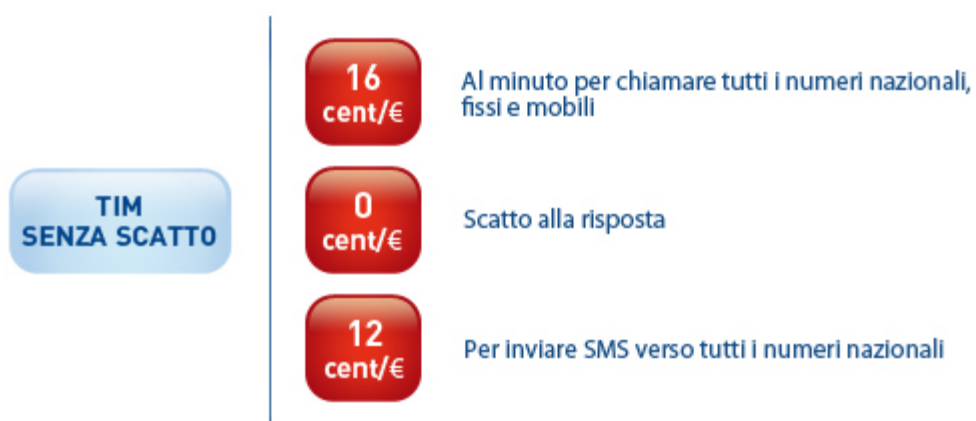 TIM
SENZA SCATTO
16
cent/€
Al minuto per chiamare tutti i numeri nazionali,
fissi e mobili
0
cent/€
Scatto alla risposta
12
cent/€
Per inviare SMS verso tutti i numeri nazionali